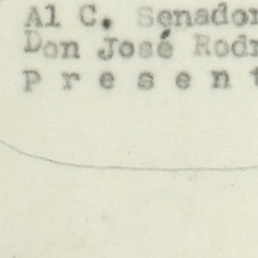 Al C. Senador
Don José Rodr
P r e s e n t